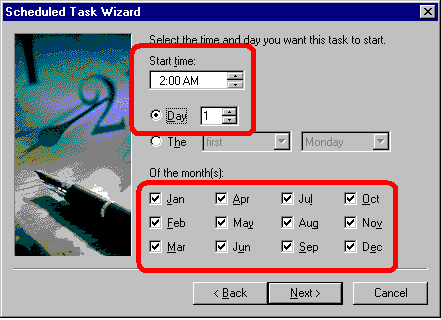 Scheduled Task Wizard
Select the time and day you want this task to start.
Start time:
2:00 AM
Day 1
The first Monday
Of the month(s):
Jan Apr Jul Oct
Feb May Aug Nov
Mar Jun Sep Dec
< Back Next > Cancel